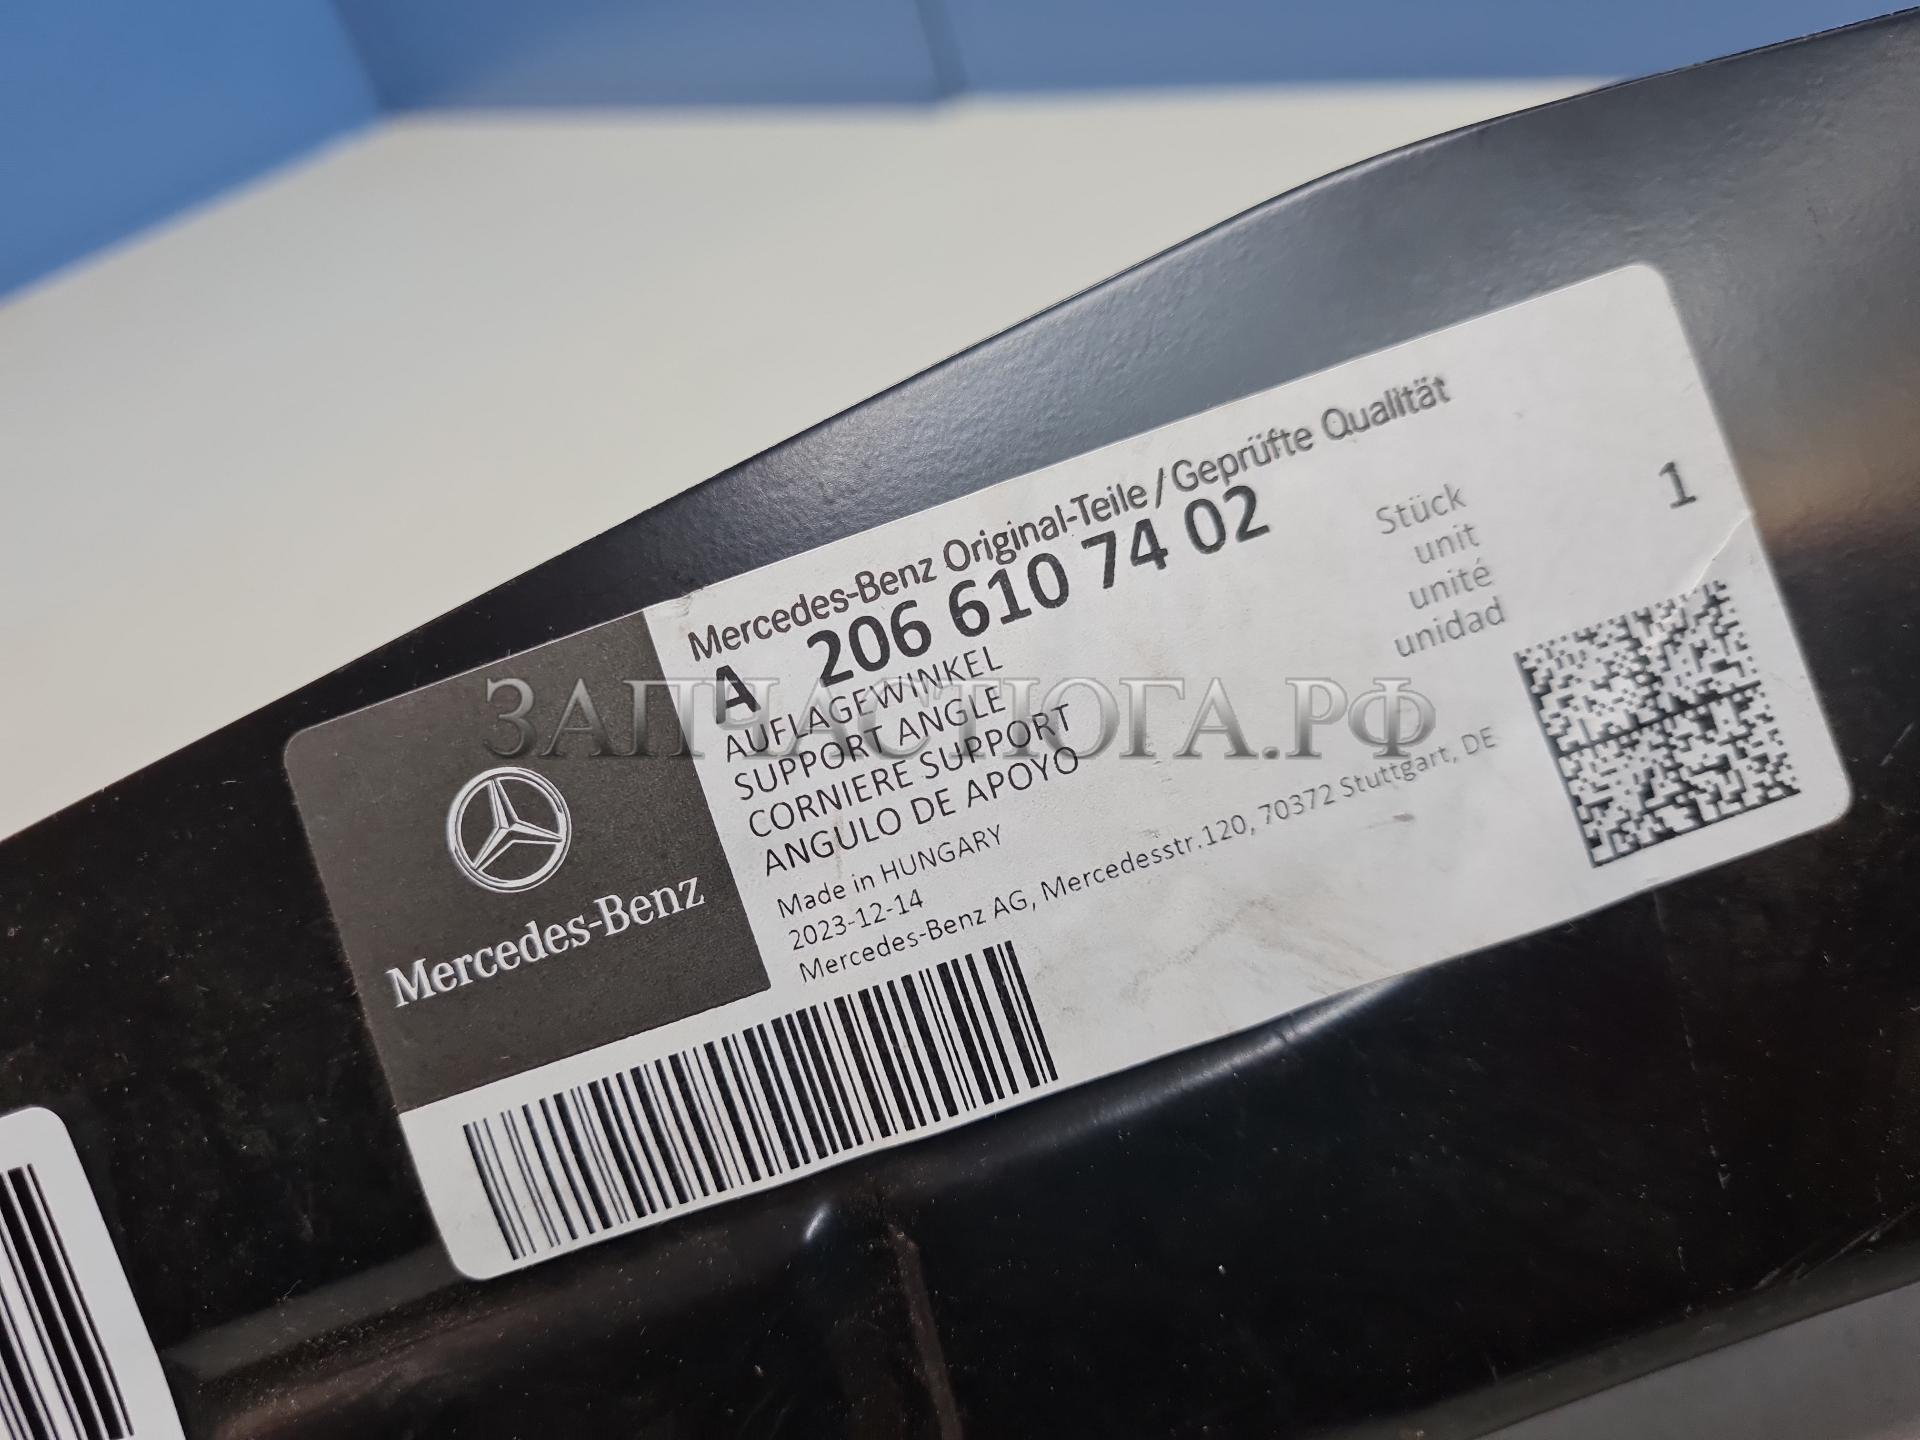 Mercedes-Benz Original-Teile / Geprüfte Qualität
A 206 610 74 02
AUFLAGEWINKEL
SUPPORT ANGLE
CORNIERE SUPPORT
ANGULO DE APOYO
Made in HUNGARY
2023-12-14
Mercedes-Benz AG, Mercedesstr.120, 70372 Stuttgart, DE
Stück
unit
unité
unidad
1
Mercedes-Benz
ЗАПЧАСТЮГА.РФ